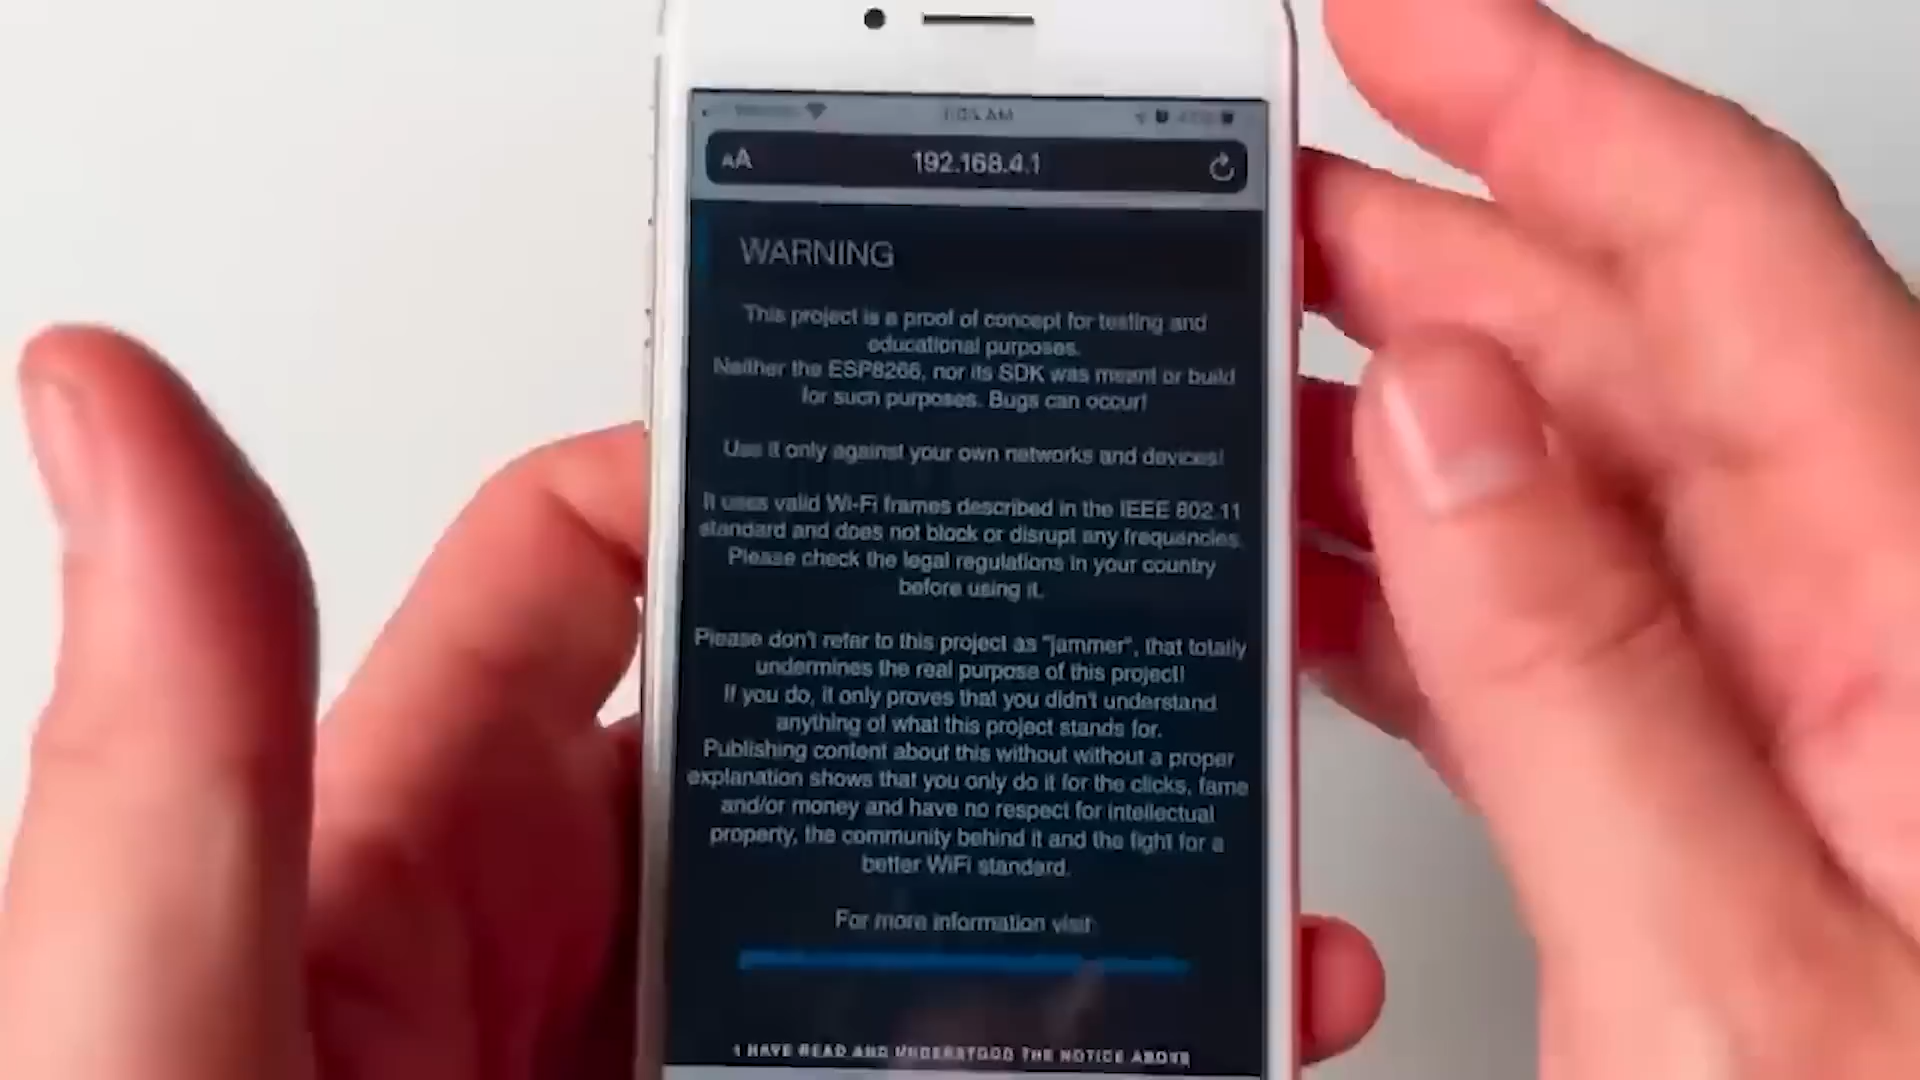 AA 192.168.4.1
WARNING
This project is a proof of concept for testing and
educational purposes.
Neither the ESP8266, nor its SDK was meant or build
for such purposes. Bugs can occur!
Use it only against your own networks and devices!
It uses valid Wi-Fi frames described in the IEEE 802.11
standard and does not block or disrupt any frequencies.
Please check the legal regulations in your country
before using it.
Please don't refer to this project as "jammer", that totally
undermines the real purpose of this project!
If you do, it only proves that you didn't understand
anything of what this project stands for.
Publishing content about this without without a proper
explanation shows that you only do it for the clicks, fame
and/or money and have no respect for intellectual
property, the community behind it and the fight for a
better WiFi standard.
For more information visit:
I HAVE READ AND UNDERSTOOD THE NOTICE ABOVE